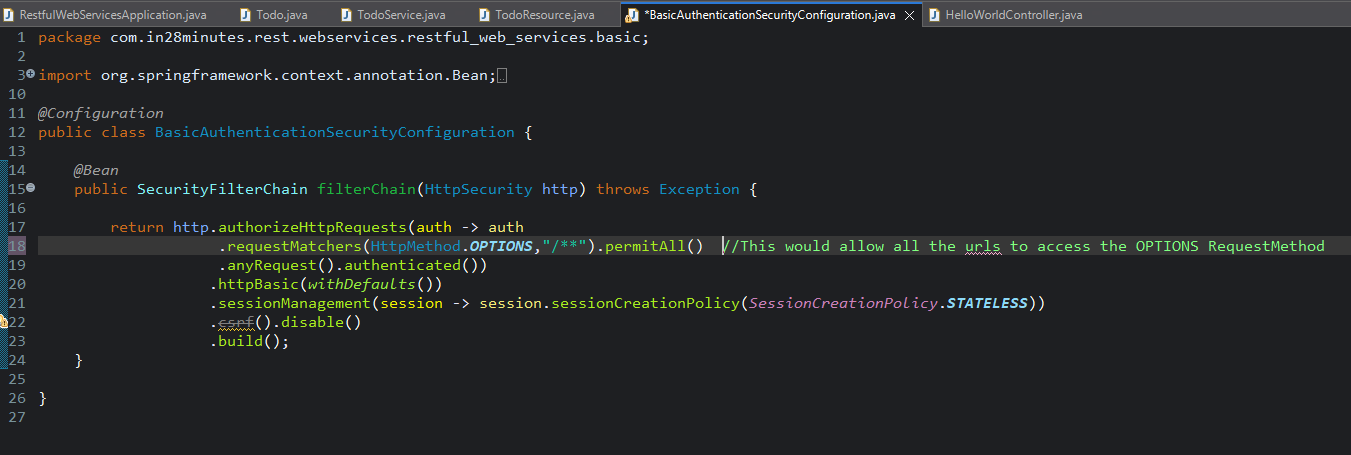 RestfulWebServicesApplication.java Todo.java TodoService.java TodoResource.java *BasicAuthenticationSecurityConfiguration.java HelloWorldController.java
1 package com.in28minutes.rest.webservices.restful_web_services.basic;
2
3 import org.springframework.context.annotation.Bean;
10
11 @Configuration
12 public class BasicAuthenticationSecurityConfiguration {
13
14 @Bean
15 public SecurityFilterChain filterChain(HttpSecurity http) throws Exception {
16
17 return http.authorizeHttpRequests(auth -> auth
18 .requestMatchers(HttpMethod.OPTIONS,"/**").permitAll() //This would allow all the urls to access the OPTIONS RequestMethod
19 .anyRequest().authenticated())
20 .httpBasic(withDefaults())
21 .sessionManagement(session -> session.sessionCreationPolicy(SessionCreationPolicy.STATELESS))
22 .csrf().disable()
23 .build();
24 }
25
26 }
27